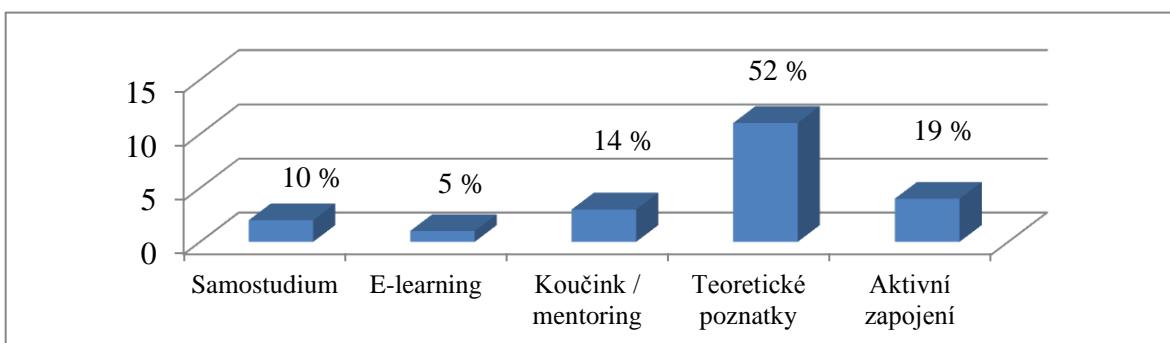 52 %
15
19 %
14 %
10
10 %
5 %
5
0
Samostudium
E-learning
Koučink /
mentoring
Teoretické
poznatky
Aktivní
zapojení